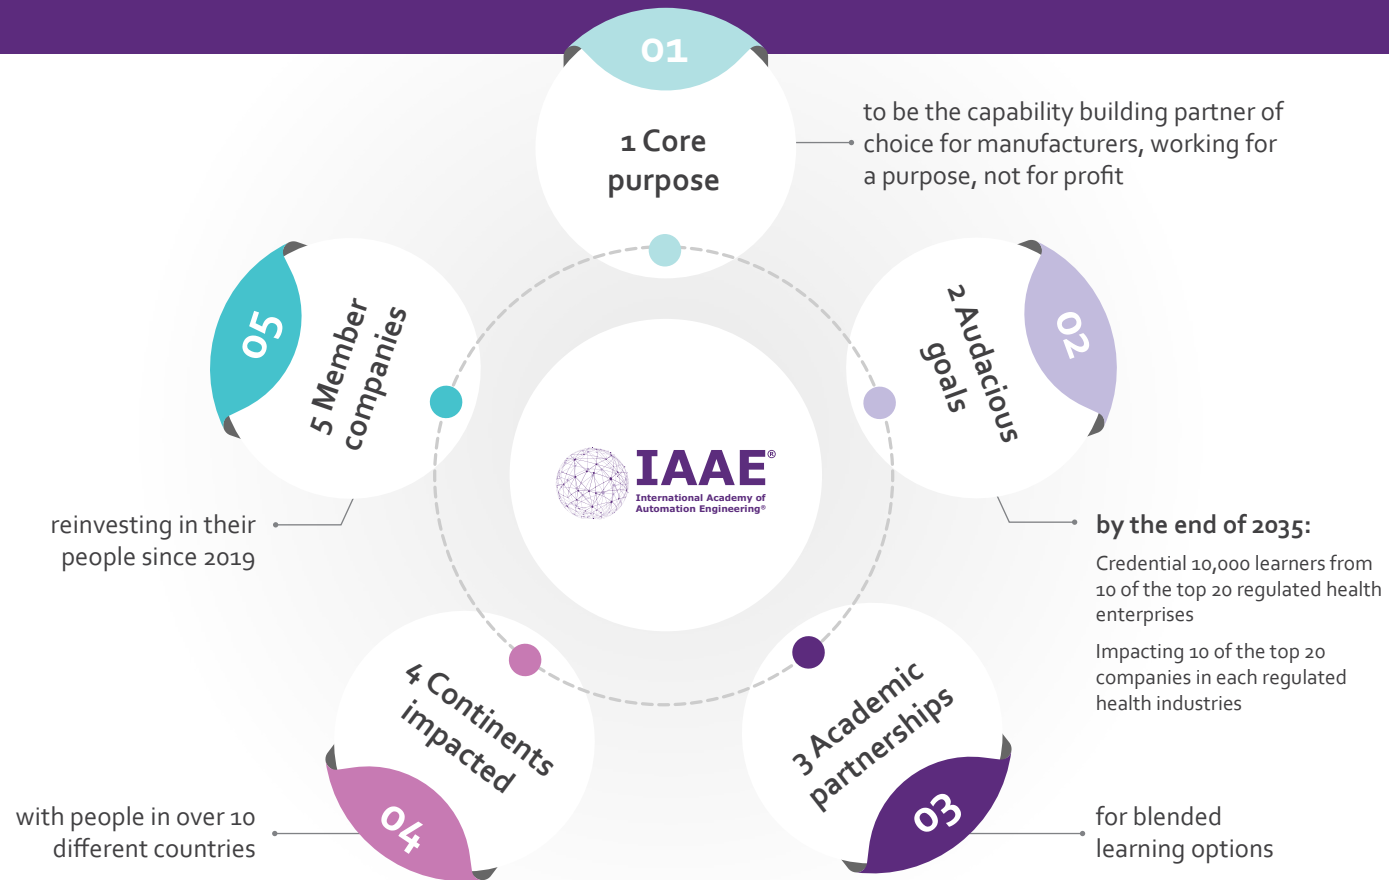 01
1 Core
purpose
to be the capability building partner of
choice for manufacturers, working for
a purpose, not for profit
02
2 Audacious
goals
by the end of 2035:
Credential 10,000 learners from
10 of the top 20 regulated health
enterprises
Impacting 10 of the top 20
companies in each regulated
health industries
03
3 Academic
partnerships
for blended
learning options
04
4 Continents
impacted
with people in over 10
different countries
05
5 Member
companies
reinvesting in their
people since 2019
IAAE®
International Academy of
Automation Engineering®